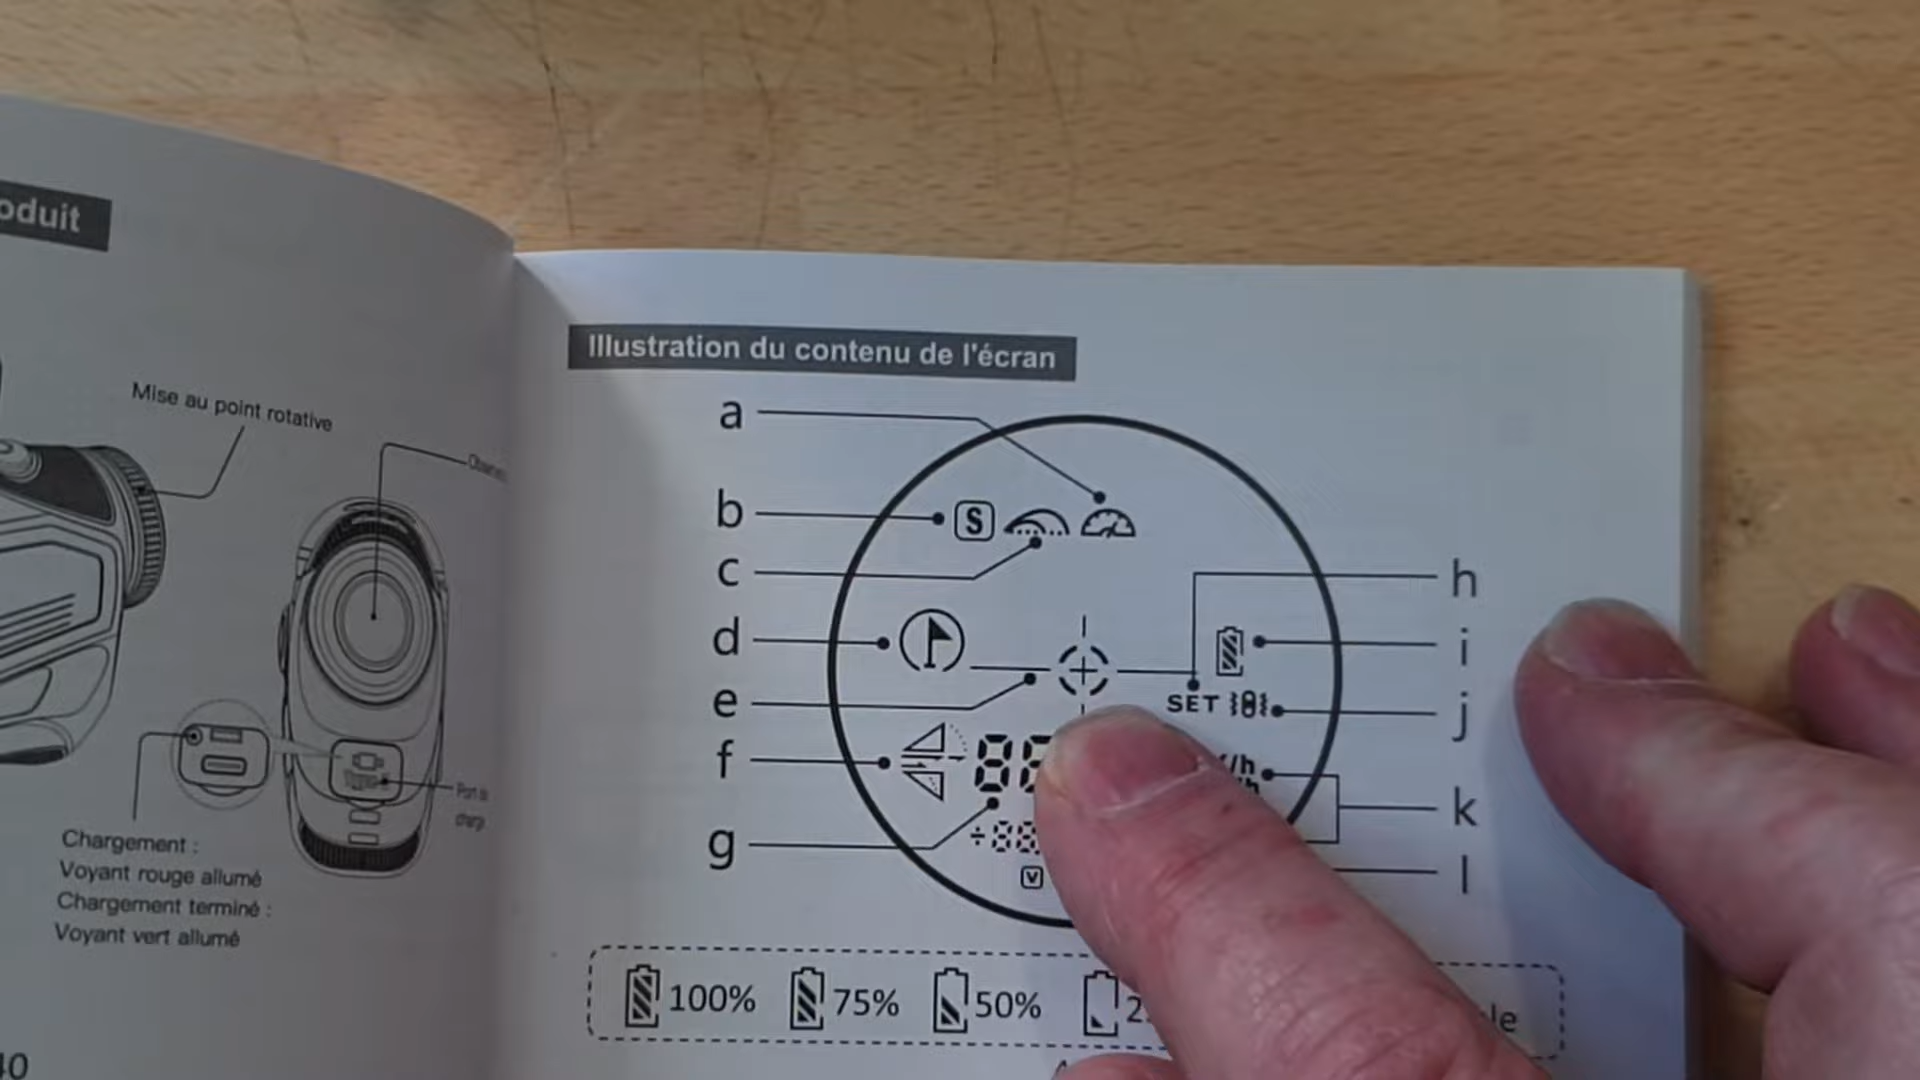 oduit
Mise au point rotative
Chargement :
Voyant rouge allumé
Chargement terminé :
Voyant vert allumé
40
Illustration du contenu de l'écran
a
b
c
d
e
f
g
S
SET
/h
V
h
i
j
k
l
100% 75% 50%